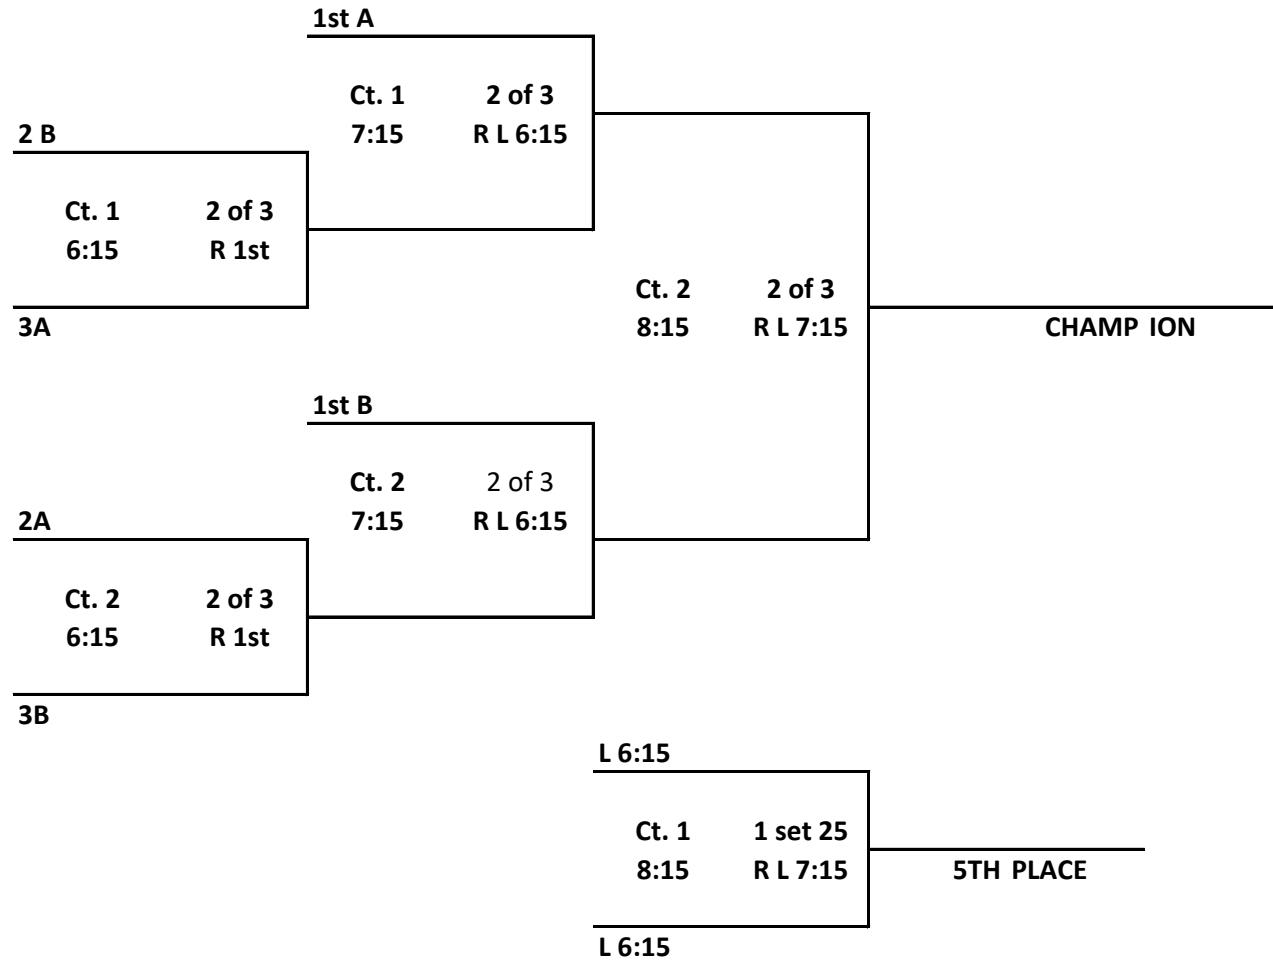 1st A
Ct. 1 2 of 3
7:15 R L 6:15
2 B
Ct. 1 2 of 3
6:15 R 1st
3A
Ct. 2 2 of 3
8:15 R L 7:15
CHAMP ION
1st B
Ct. 2 2 of 3
7:15 R L 6:15
2A
Ct. 2 2 of 3
6:15 R 1st
3B
L 6:15
Ct. 1 1 set 25
8:15 R L 7:15
5TH PLACE
L 6:15